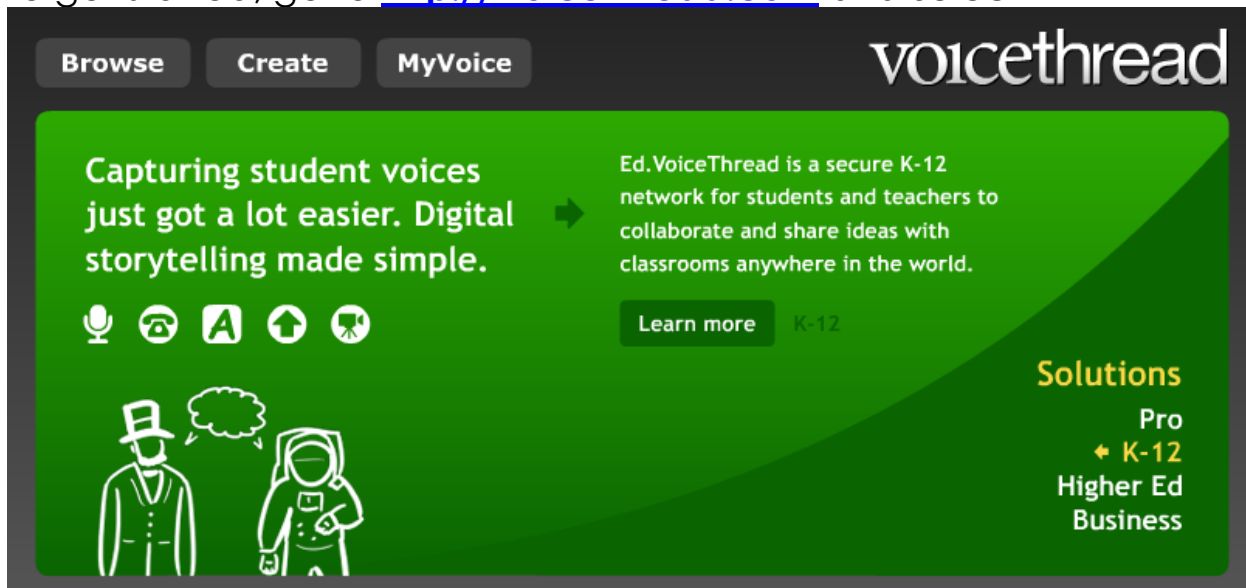 Browse
Create
MyVoice
voicethread
Capturing student voices
just got a lot easier. Digital
storytelling made simple.
A
Ed.VoiceThread is a secure K-12
network for students and teachers to
collaborate and share ideas with
classrooms anywhere in the world.
Learn more
K-12
Solutions
Pro
K-12
Higher Ed
Business